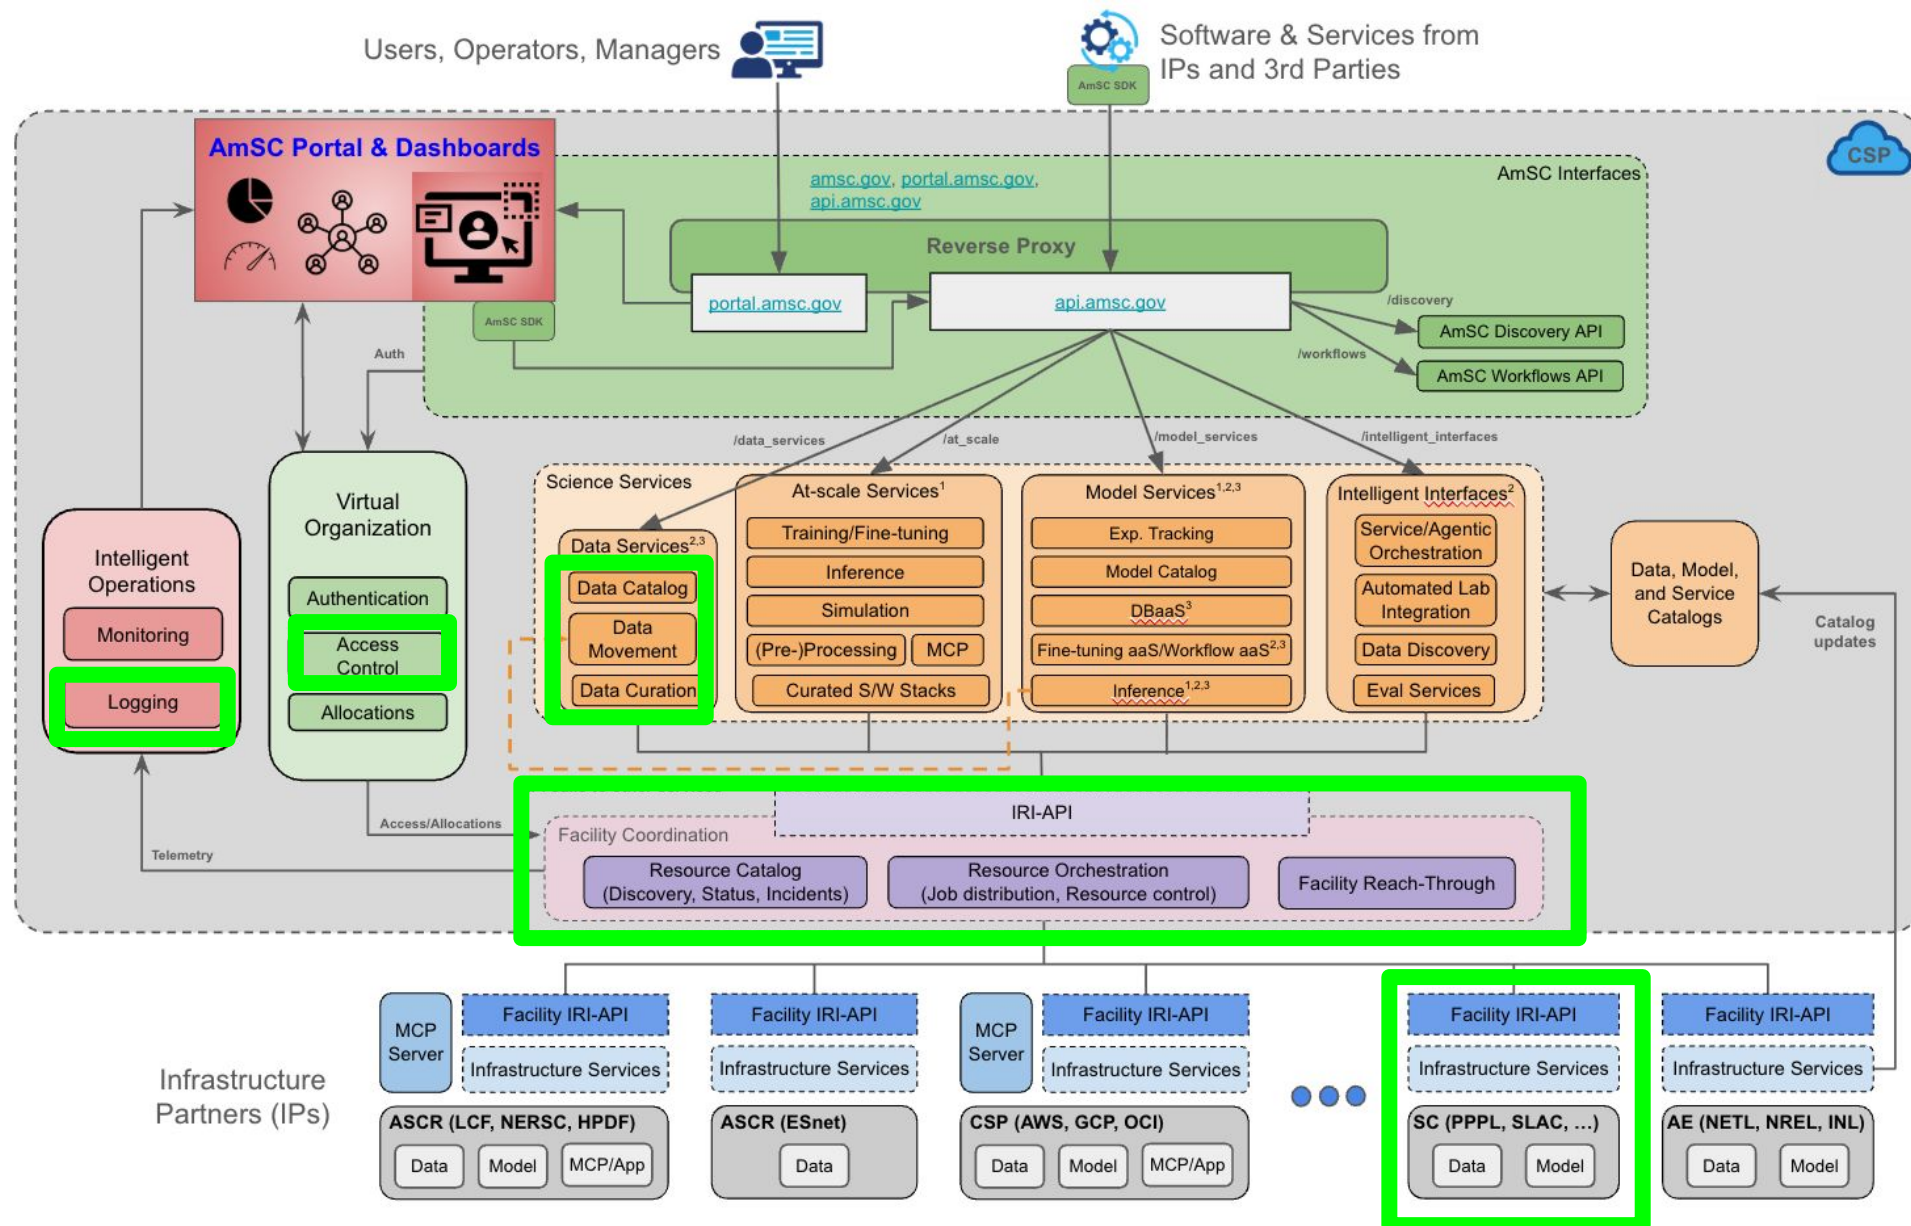 Users, Operators, Managers
Software & Services from
IPs and 3rd Parties
AmSC SDK
CSP
AmSC Portal & Dashboards
AmSC Interfaces
amsc.gov, portal.amsc.gov,
api.amsc.gov
Reverse Proxy
portal.amsc.gov
api.amsc.gov
AmSC SDK
/discovery
AmSC Discovery API
/workflows
AmSC Workflows API
Auth
/data_services
/at_scale
/model_services
/intelligent_interfaces
Intelligent
Operations
Monitoring
Logging
Virtual
Organization
Authentication
Access
Control
Allocations
Science Services
Data Services2,3
Data Catalog
Data
Movement
Data Curation
At-scale Services1
Training/Fine-tuning
Inference
Simulation
(Pre-)Processing
MCP
Curated S/W Stacks
Model Services1,2,3
Exp. Tracking
Model Catalog
DBaaS3
Fine-tuning aaS/Workflow aaS2,3
Inference1,2,3
Intelligent Interfaces2
Service/Agentic
Orchestration
Automated Lab
Integration
Data Discovery
Eval Services
Data, Model,
and Service
Catalogs
Catalog
updates
Access/Allocations
Telemetry
IRI-API
Facility Coordination
Resource Catalog
(Discovery, Status, Incidents)
Resource Orchestration
(Job distribution, Resource control)
Facility Reach-Through
Infrastructure
Partners (IPs)
MCP
Server
Facility IRI-API
Infrastructure Services
ASCR (LCF, NERSC, HPDF)
Data
Model
MCP/App
Facility IRI-API
Infrastructure Services
ASCR (ESnet)
Data
MCP
Server
Facility IRI-API
Infrastructure Services
CSP (AWS, GCP, OCI)
Data
Model
MCP/App
Facility IRI-API
Infrastructure Services
SC (PPPL, SLAC, ...)
Data
Model
Facility IRI-API
Infrastructure Services
AE (NETL, NREL, INL)
Data
Model